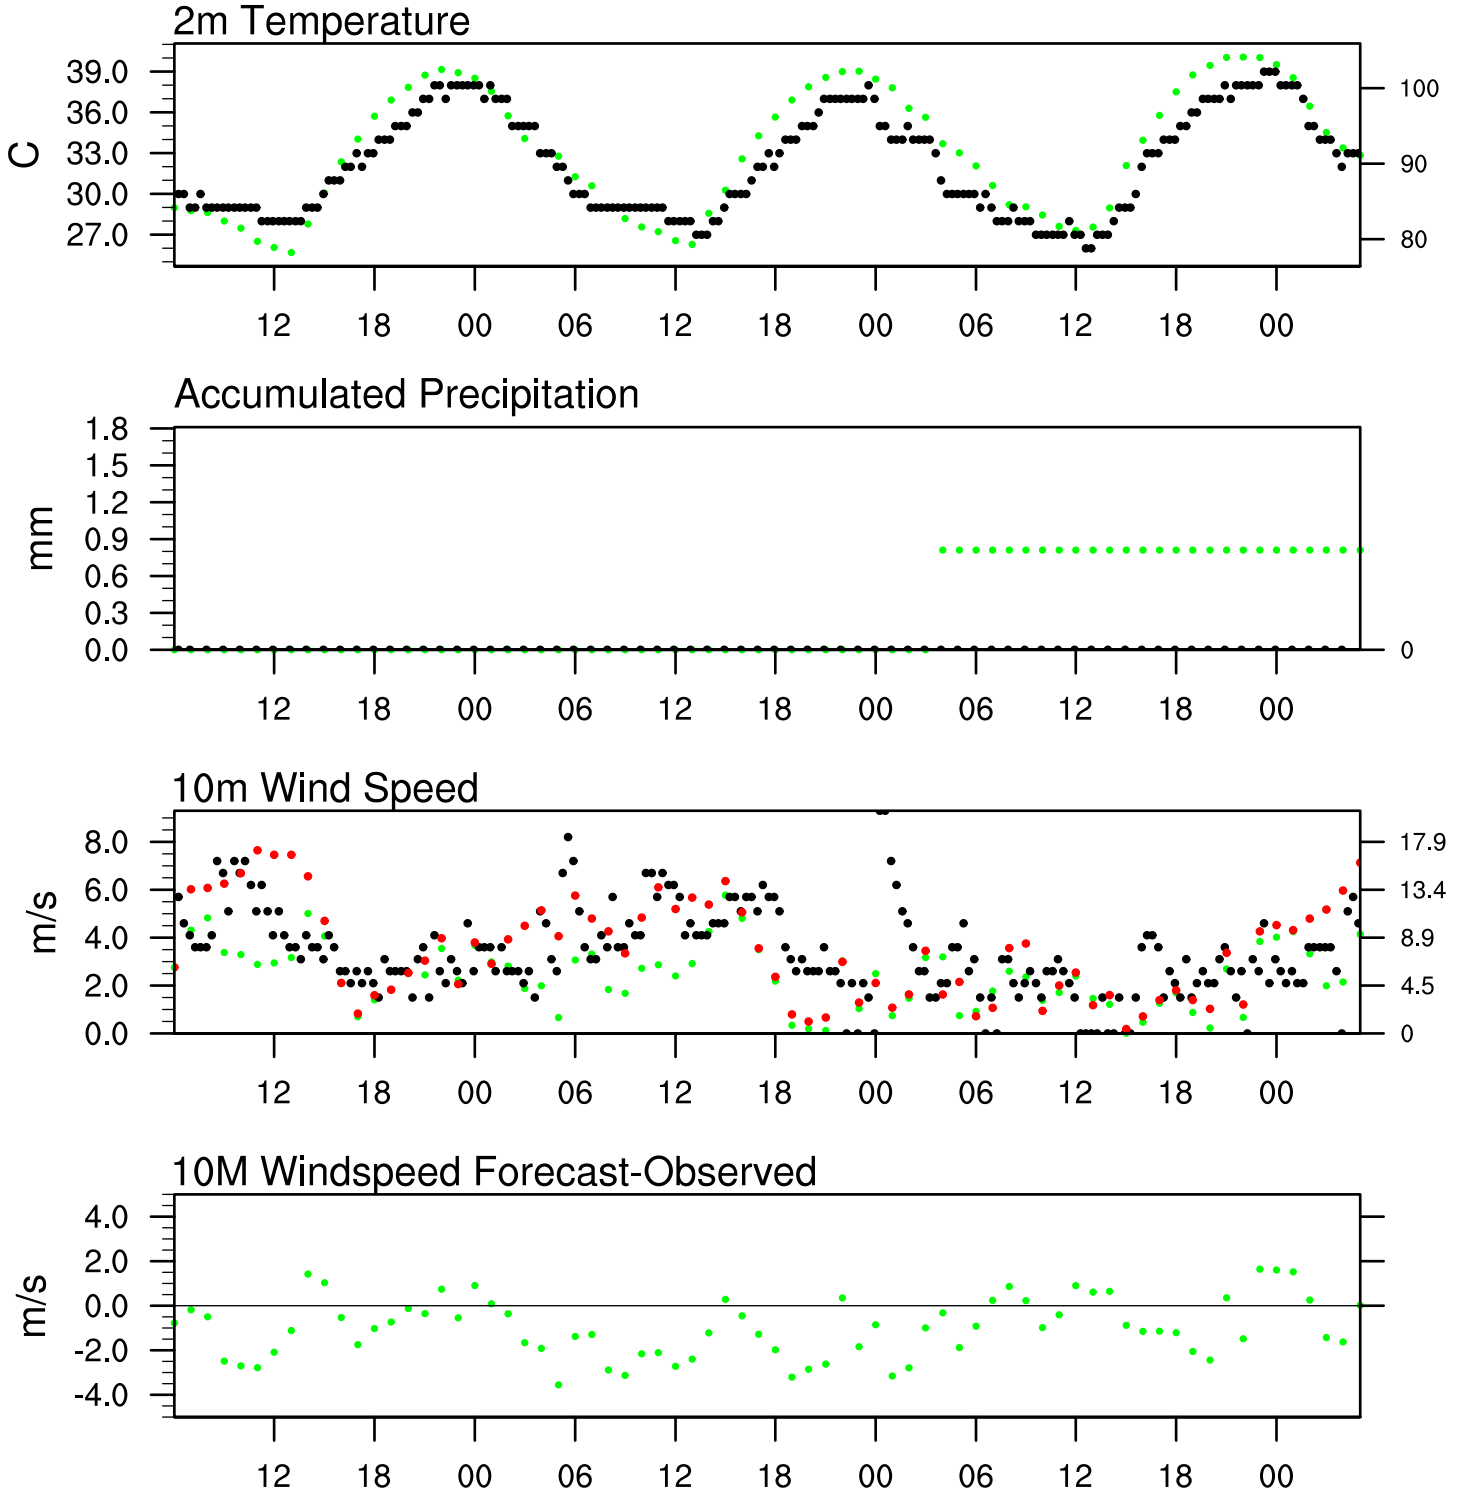 2m Temperature
39.0
36.0
33.0
30.0
27.0
C
100
90
80
12 18 00 06 12 18 00 06 12 18 00
Accumulated Precipitation
1.8
1.5
1.2
0.9
0.6
0.3
0.0
mm
0
12 18 00 06 12 18 00 06 12 18 00
10m Wind Speed
8.0
6.0
4.0
2.0
0.0
m/s
17.9
13.4
8.9
4.5
0
12 18 00 06 12 18 00 06 12 18 00
10M Windspeed Forecast-Observed
4.0
2.0
0.0
-2.0
-4.0
m/s
12 18 00 06 12 18 00 06 12 18 00